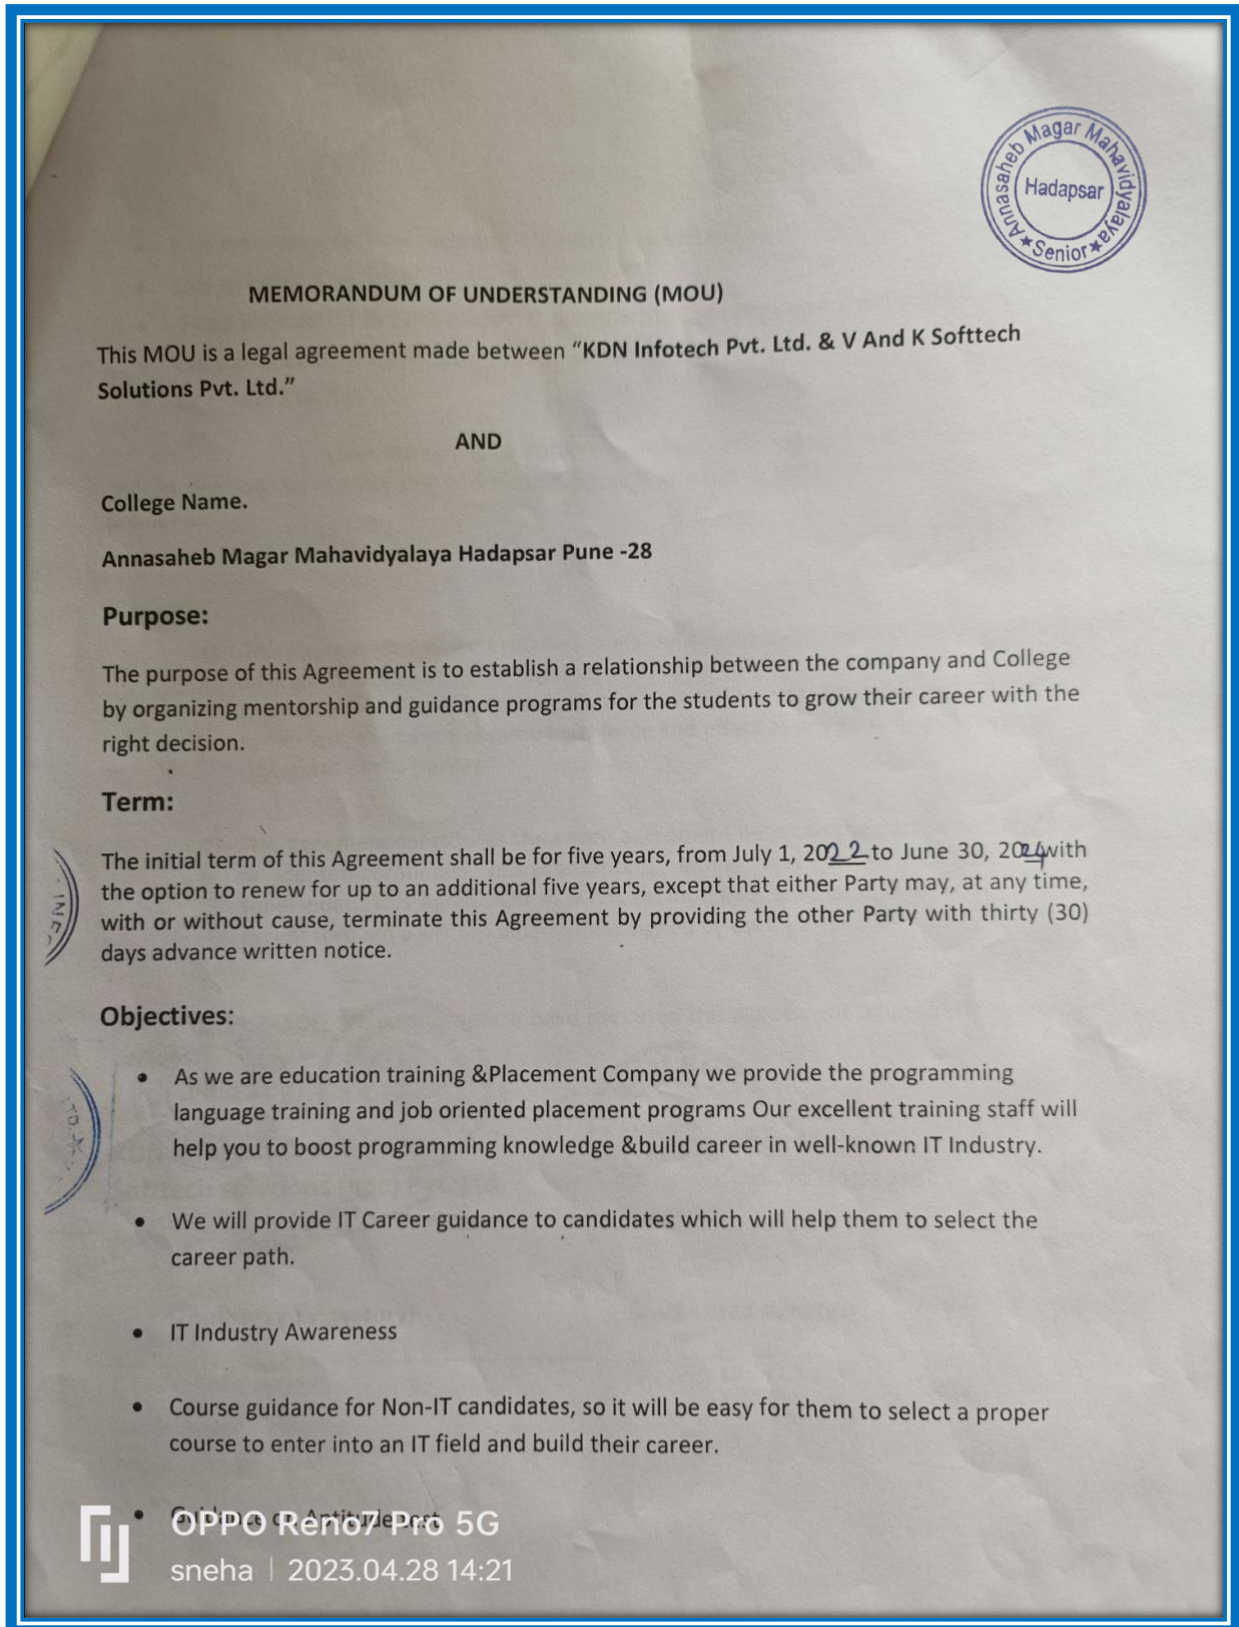 Annasaheb Magar Mahavidyalaya
Hadapsar
★ Senior ★
MEMORANDUM OF UNDERSTANDING (MOU)
This MOU is a legal agreement made between “KDN Infotech Pvt. Ltd. & V And K Softtech
Solutions Pvt. Ltd.”
AND
College Name.
Annasaheb Magar Mahavidyalaya Hadapsar Pune -28
Purpose:
The purpose of this Agreement is to establish a relationship between the company and College
by organizing mentorship and guidance programs for the students to grow their career with the
right decision.
Term:
The initial term of this Agreement shall be for five years, from July 1, 2022 to June 30, 2024 with
the option to renew for up to an additional five years, except that either Party may, at any time,
with or without cause, terminate this Agreement by providing the other Party with thirty (30)
days advance written notice.
Objectives:
• As we are education training &Placement Company we provide the programming
language training and job oriented placement programs Our excellent training staff will
help you to boost programming knowledge &build career in well-known IT Industry.
• We will provide IT Career guidance to candidates which will help them to select the
career path.
• IT Industry Awareness
• Course guidance for Non-IT candidates, so it will be easy for them to select a proper
course to enter into an IT field and build their career.
• Guidance on Aptitude
OPPO Reno7 Pro 5G
sneha | 2023.04.28 14:21